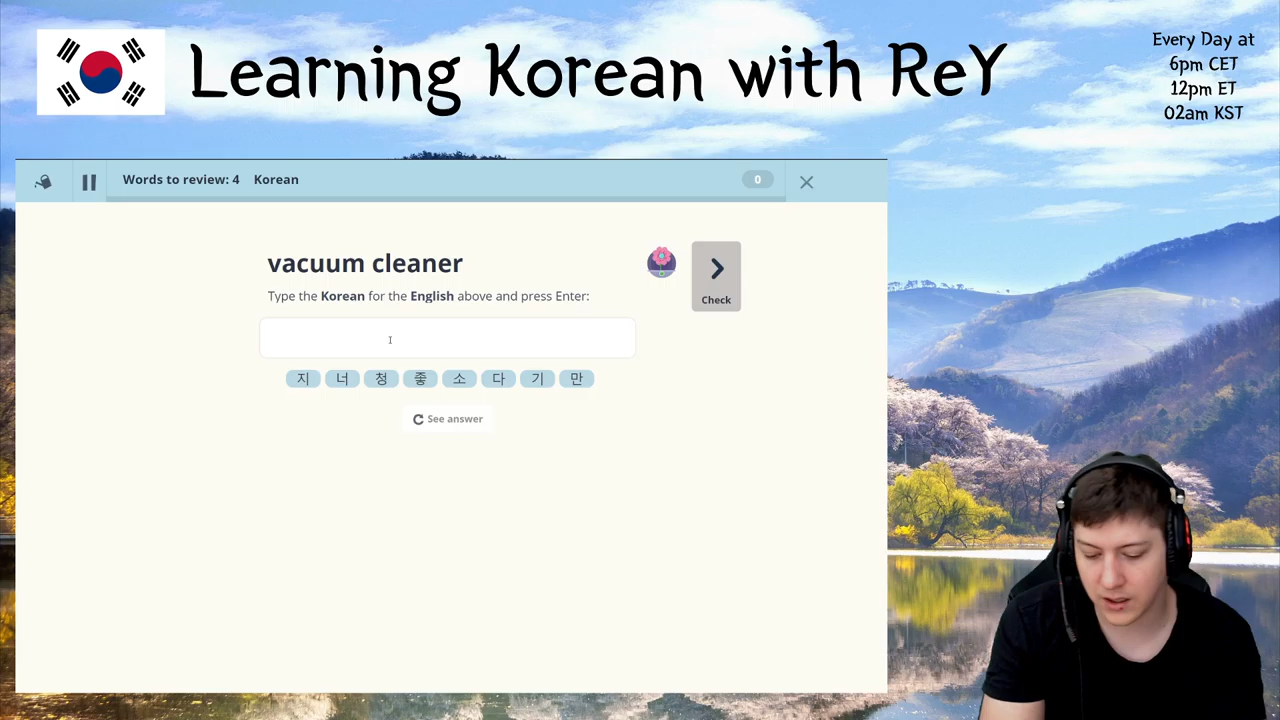 Learning Korean with ReY
Every Day at
6pm CET
12pm ET
02am KST
Words to review: 4 Korean
0
vacuum cleaner
Type the Korean for the English above and press Enter:
Check
지 너 청 좋 소 다 기 만
See answer